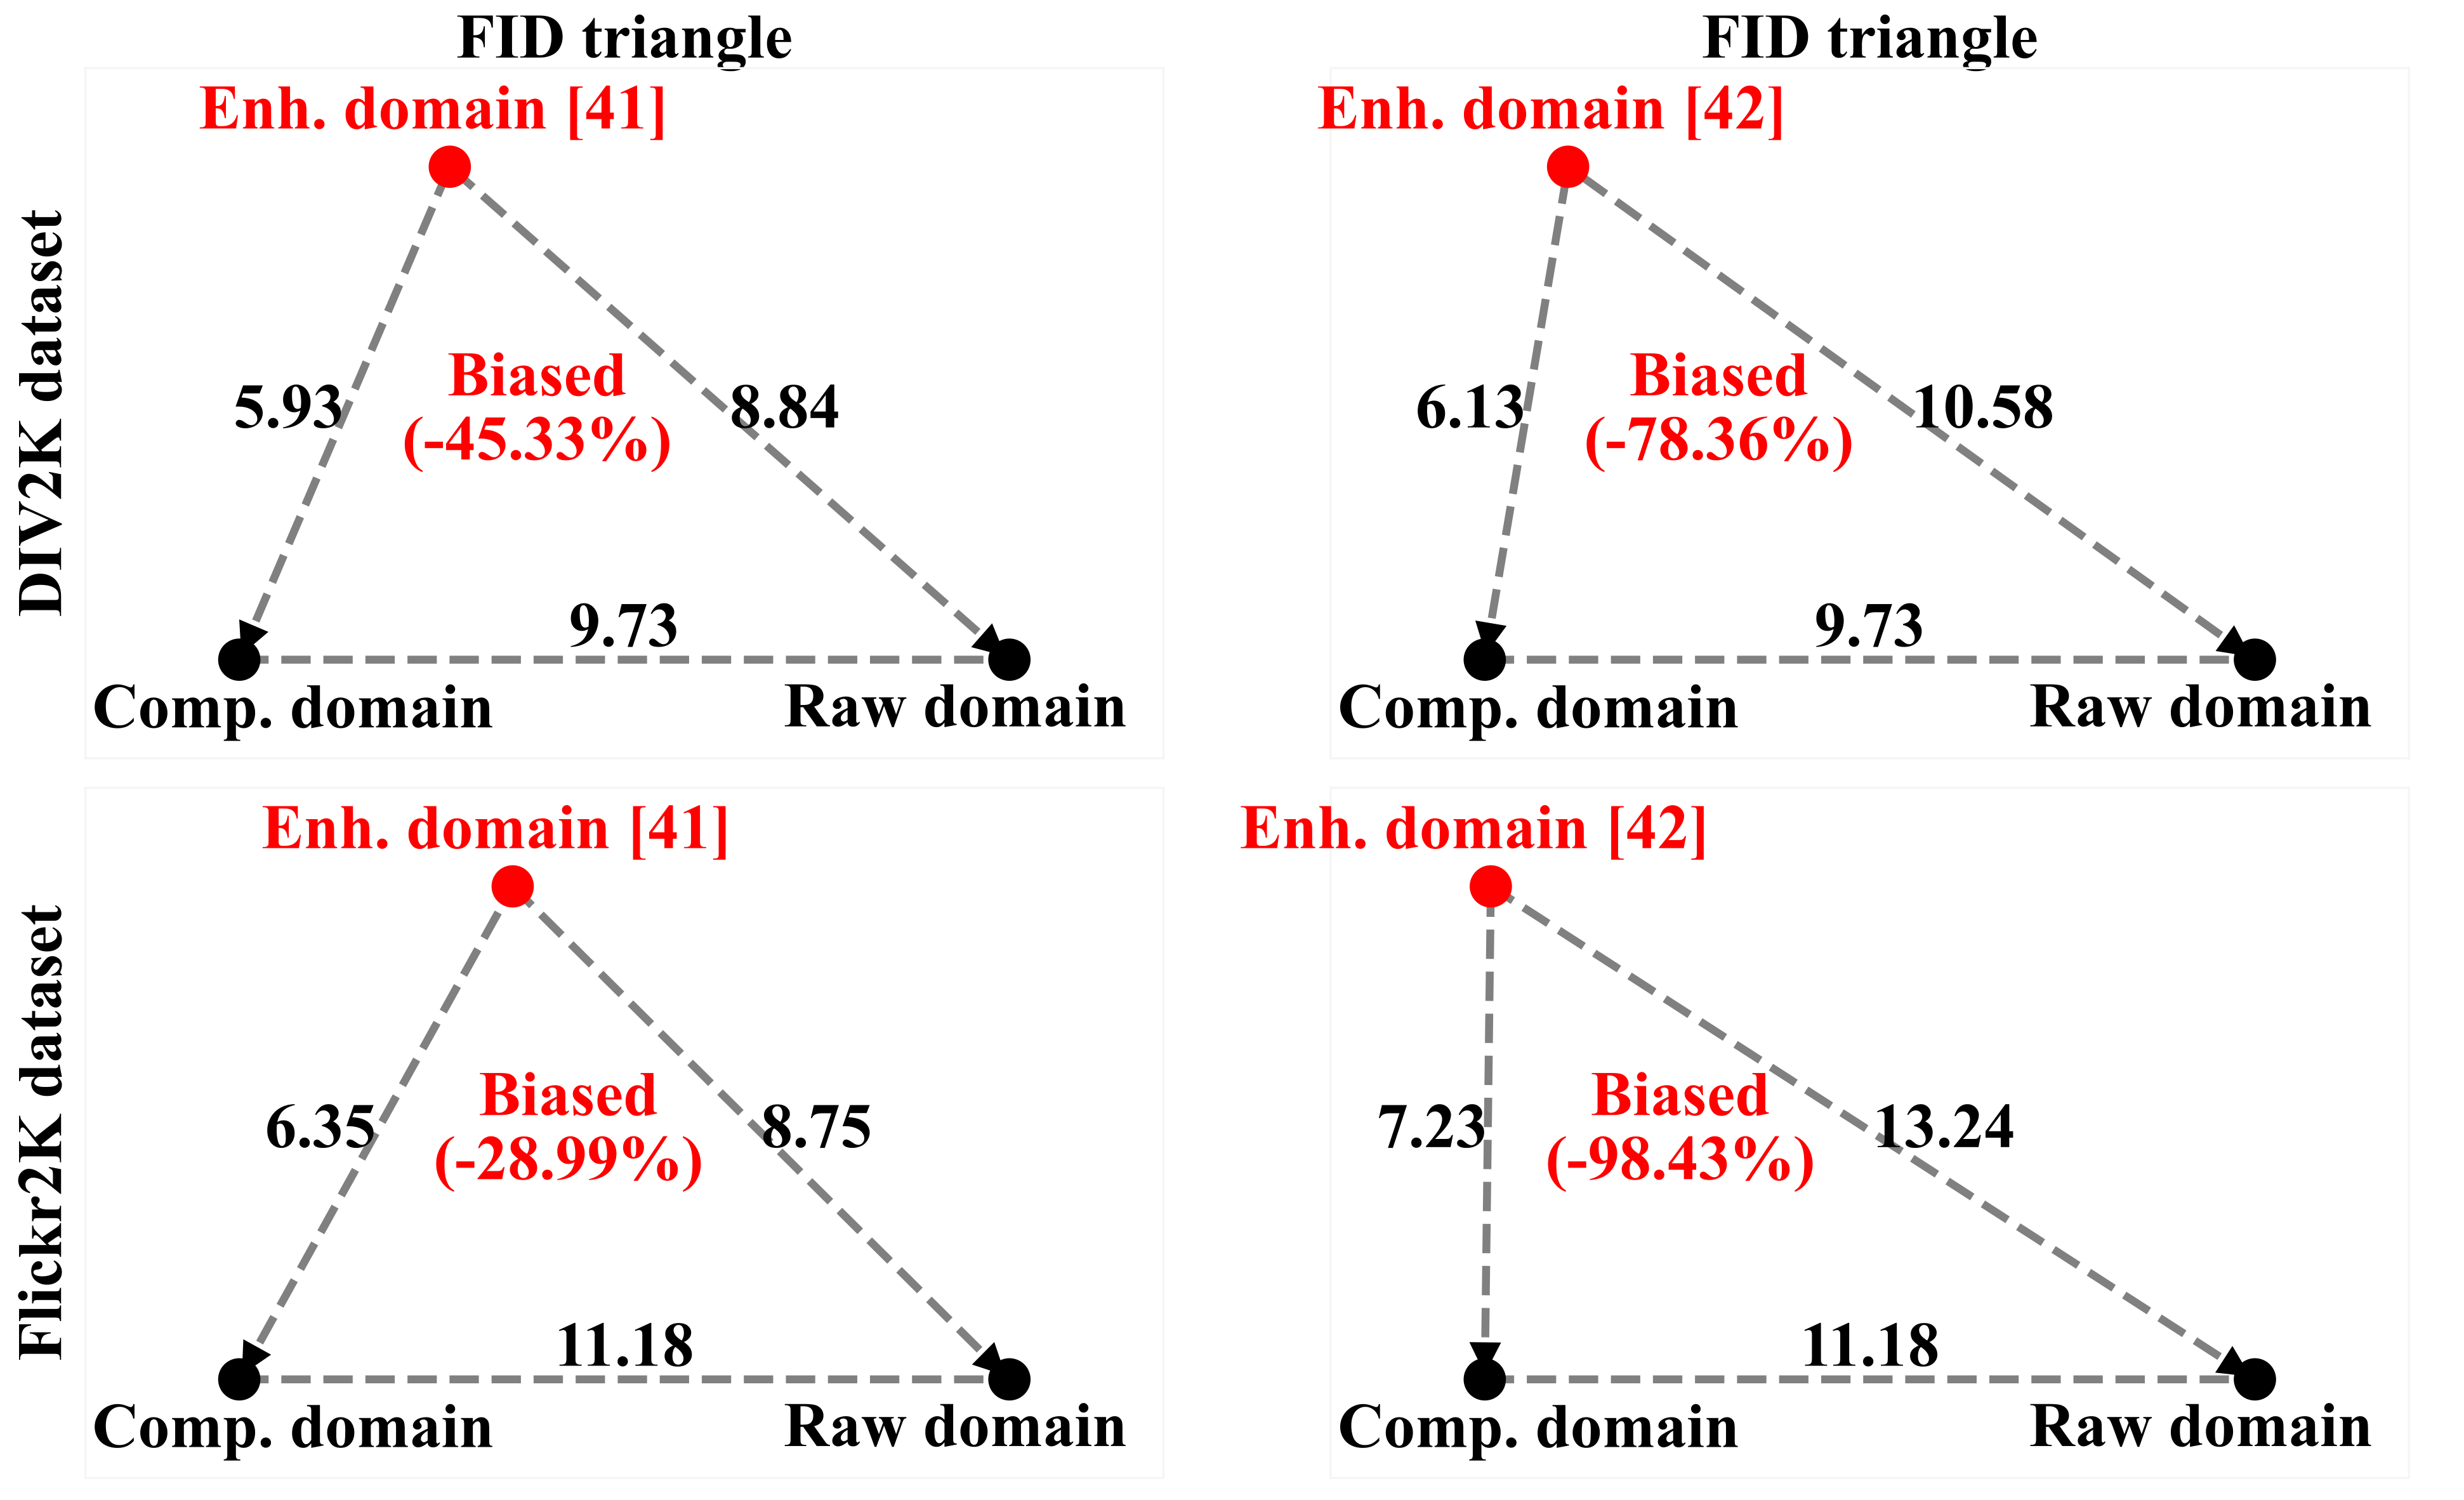 FID triangle
FID triangle
DIV2K dataset
Enh. domain [41]
5.93
Biased
(-45.33%)
8.84
9.73
Comp. domain
Raw domain
Enh. domain [42]
6.13
Biased
(-78.36%)
10.58
9.73
Comp. domain
Raw domain
Flickr2K dataset
Enh. domain [41]
6.35
Biased
(-28.99%)
8.75
11.18
Comp. domain
Raw domain
Enh. domain [42]
7.23
Biased
(-98.43%)
13.24
11.18
Comp. domain
Raw domain